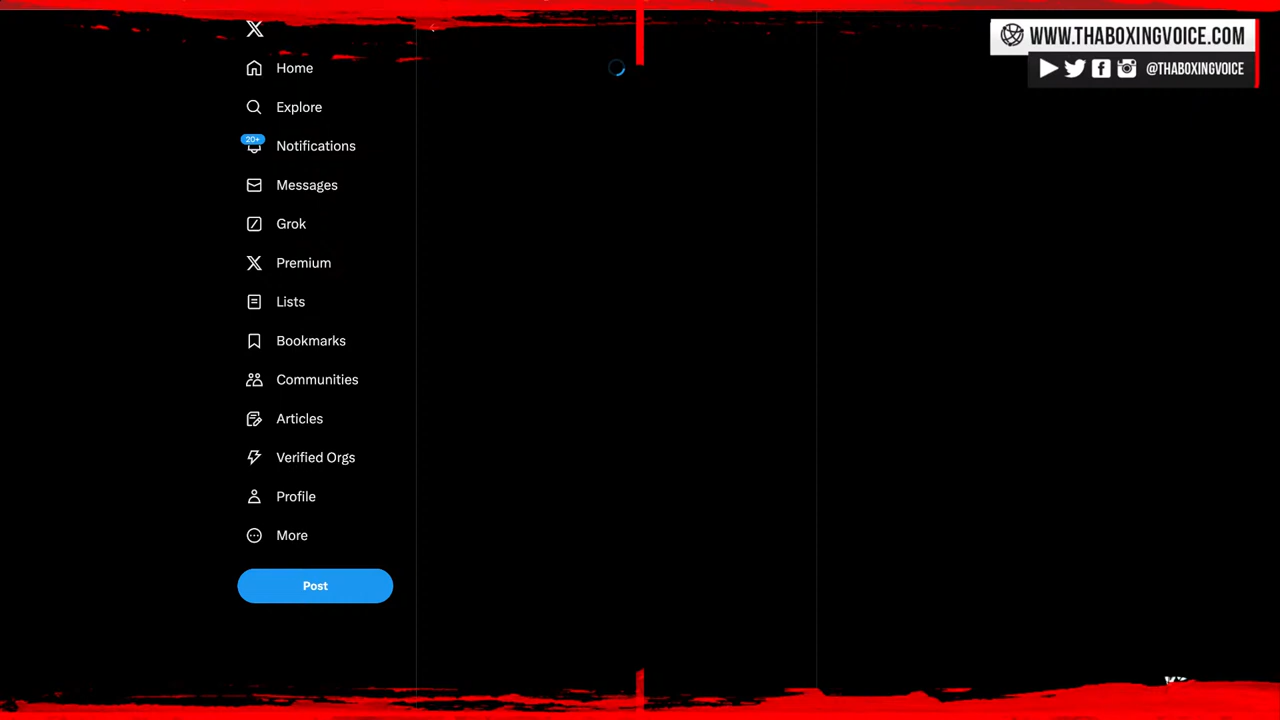 WWW.THABOXINGVOICE.COM
@THABOXINGVOICE
Home
Explore
20+
Notifications
Messages
Grok
Premium
Lists
Bookmarks
Communities
Articles
Verified Orgs
Profile
More
Post